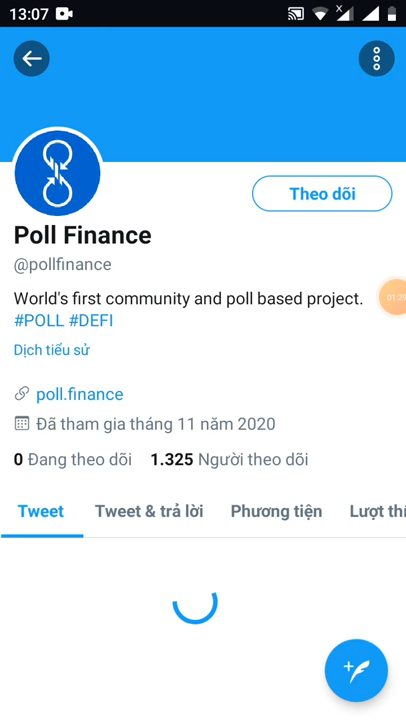 13:07
Theo dõi
Poll Finance
@pollfinance
World's first community and poll based project.
#POLL #DEFI
01:29
Dịch tiểu sử
poll.finance
Đã tham gia tháng 11 năm 2020
0 Đang theo dõi 1.325 Người theo dõi
Tweet Tweet & trả lời Phương tiện Lượt thí